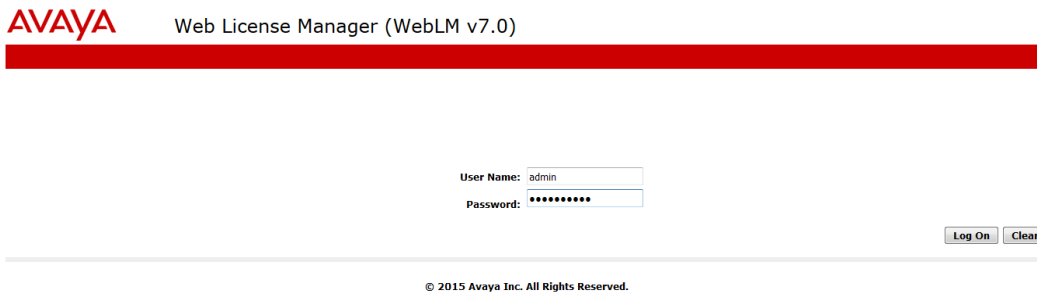 AVAYA Web License Manager (WebLM v7.0)
User Name: admin
Password: ••••••••••
Log On Clear
© 2015 Avaya Inc. All Rights Reserved.